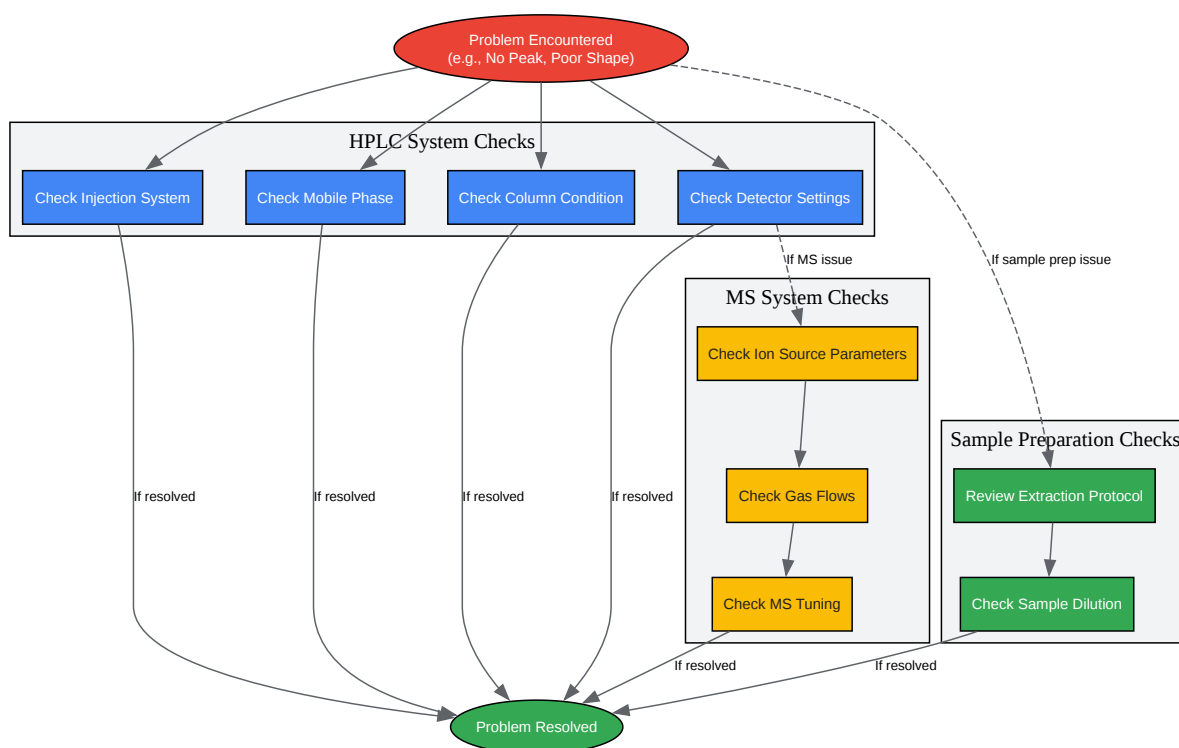 Problem Encountered
(e.g., No Peak, Poor Shape)
HPLC System Checks
Check Injection System
Check Mobile Phase
Check Column Condition
Check Detector Settings
If MS issue
If sample prep issue
MS System Checks
Check Ion Source Parameters
Sample Preparation Checks
Check Gas Flows
Review Extraction Protocol
If resolved
If resolved
If resolved
If resolved
Check MS Tuning
Check Sample Dilution
If resolved
If resolved
Problem Resolved